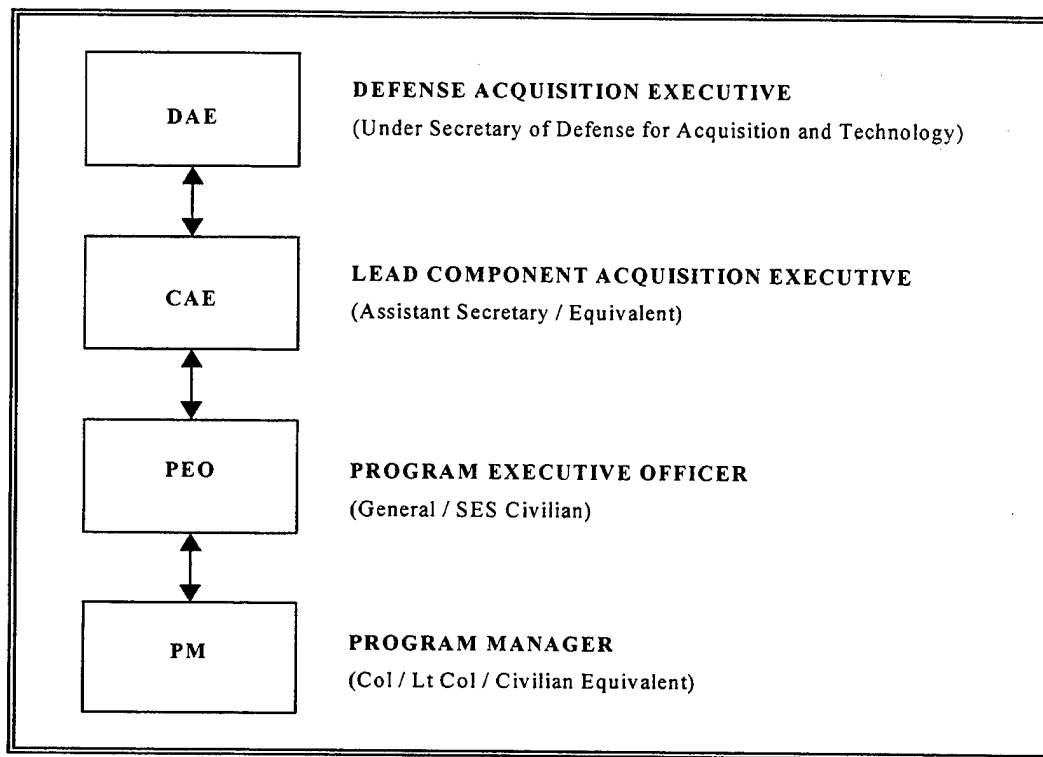 DAE
DEFENSE ACQUISITION EXECUTIVE
(Under Secretary of Defense for Acquisition and Technology)
CAE
LEAD COMPONENT ACQUISITION EXECUTIVE
(Assistant Secretary / Equivalent)
PEO
PROGRAM EXECUTIVE OFFICER
(General / SES Civilian)
PM
PROGRAM MANAGER
(Col / Lt Col / Civilian Equivalent)